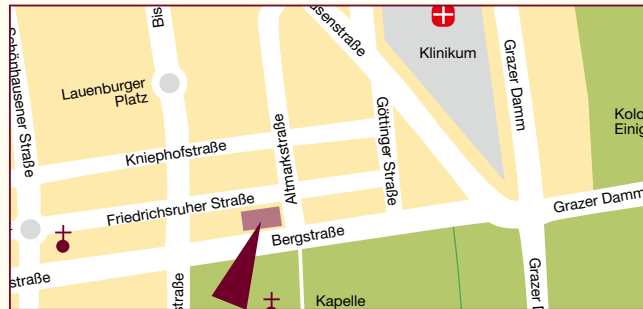 Schönhausener Straße
Bis
usenstraße
Klinikum
Grazer Damm
Lauenburger
Platz
Göttinger Straße
Altmarkstraße
Kolo
Einig
Kniephofstraße
Friedrichsruher Straße
Grazer Damm
Bergstraße
straße
straße
Grazer D
Kapelle